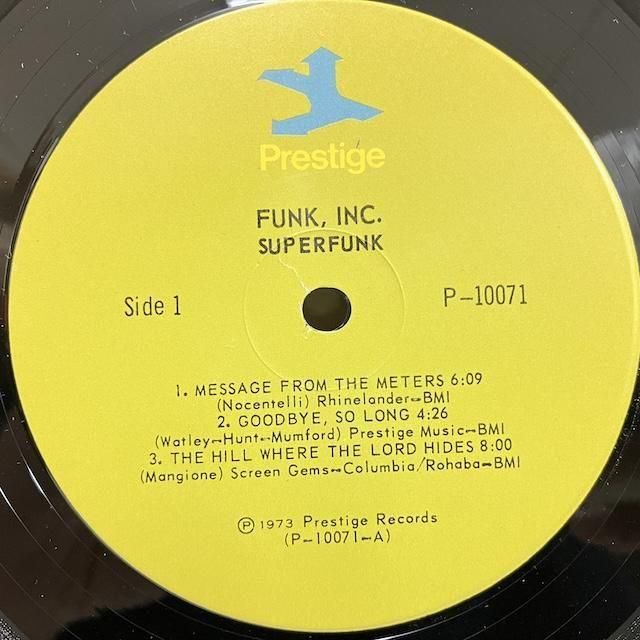 Prestige
FUNK, INC.
SUPERFUNK
Side 1
P-10071
1. MESSAGE FROM THE METERS 6:09
(Nocentelli) Rhinelander-BMI
2. GOODBYE, SO LONG 4:26
(Watley-Hunt-Mumford) Prestige Music-BMI
3. THE HILL WHERE THE LORD HIDES 8:00
(Mangione) Screen Gems-Columbia/Rohaba-BMI
Ⓟ 1973 Prestige Records
(P-10071-A)